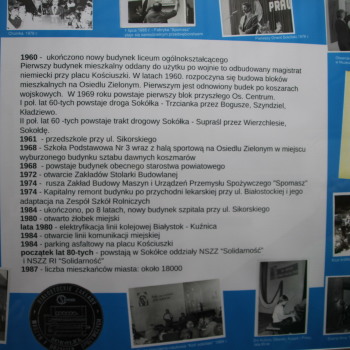 1960 - ukończono nowy budynek liceum ogólnokształcącego
Pierwszy budynek mieszkalny oddany do użytku po wojnie to odbudowany magistrat
niemiecki przy placu Kościuszki. W latach 1960. rozpoczyna się budowa bloków
mieszkalnych na Osiedlu Zielonym. Pierwszym jest odnowiony budek po koszarach
wojskowych. W 1969 roku powstaje pierwszy blok przyszłego Os. Centrum.
I poł. lat 60-tych powstaje droga Sokółka - Trzcianka przez Bogusze, Szyndziel,
Kładziewo.
II poł. lat 60 -tych powstaje trakt drogowy Sokółka - Supraśl przez Wierzchlesie,
Sokołdę.
1961 - przedszkole przy ul. Sikorskiego
1968 - Szkoła Podstawowa Nr 3 wraz z halą sportową na Osiedlu Zielonym w miejscu
wyburzonego budynku sztabu dawnych koszmarów
1968 - powstaje budynek obecnego starostwa powiatowego
1972 - otwarcie Zakładów Stolarki Budowlanej
1974 - rusza Zakład Budowy Maszyn i Urządzeń Przemysłu Spożywczego "Spomasz"
1974 - Kapitalny remont budynku po przychodni lekarskiej przy ul. Białostockiej i jego
adaptacja na Zespół Szkół Rolniczych
1984 - ukończono, po 8 latach, nowy budynek szpitala przy ul. Sikorskiego
1980 - otwarto żłobek miejski
lata 1980 - elektryfikacja linii kolejowej Białystok - Kuźnica
1984 - otwarcie linii komunikacji miejskiej
1984 - parking asfaltowy na placu Kościuszki
początek lat 80-tych - powstają w Sokółce oddziały NSZZ "Solidarność"
i NSZZ RI "Solidarność"
1987 - liczba mieszkańców miasta: około 18000